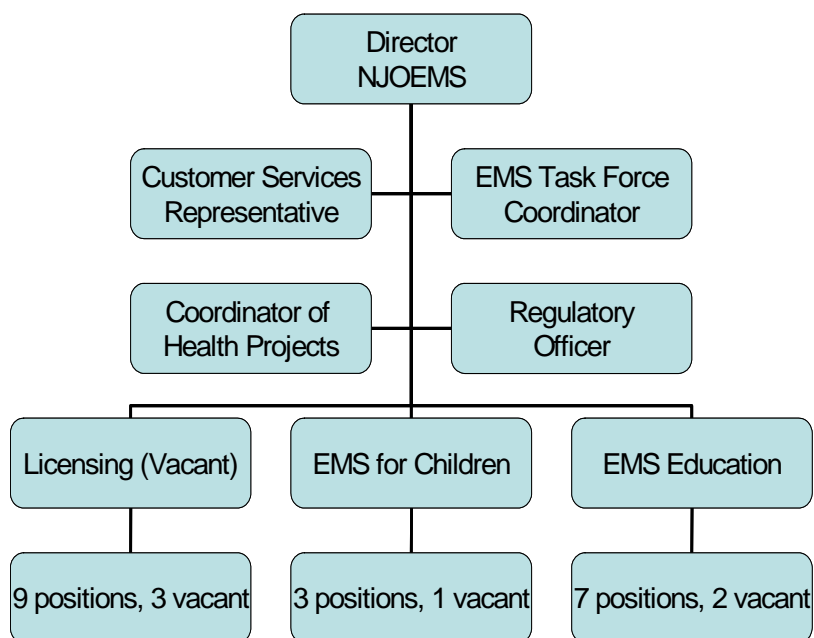 Director
NJOEMS
Customer Services
Representative
EMS Task Force
Coordinator
Coordinator of
Health Projects
Regulatory
Officer
Licensing (Vacant)
EMS for Children
EMS Education
9 positions, 3 vacant
3 positions, 1 vacant
7 positions, 2 vacant